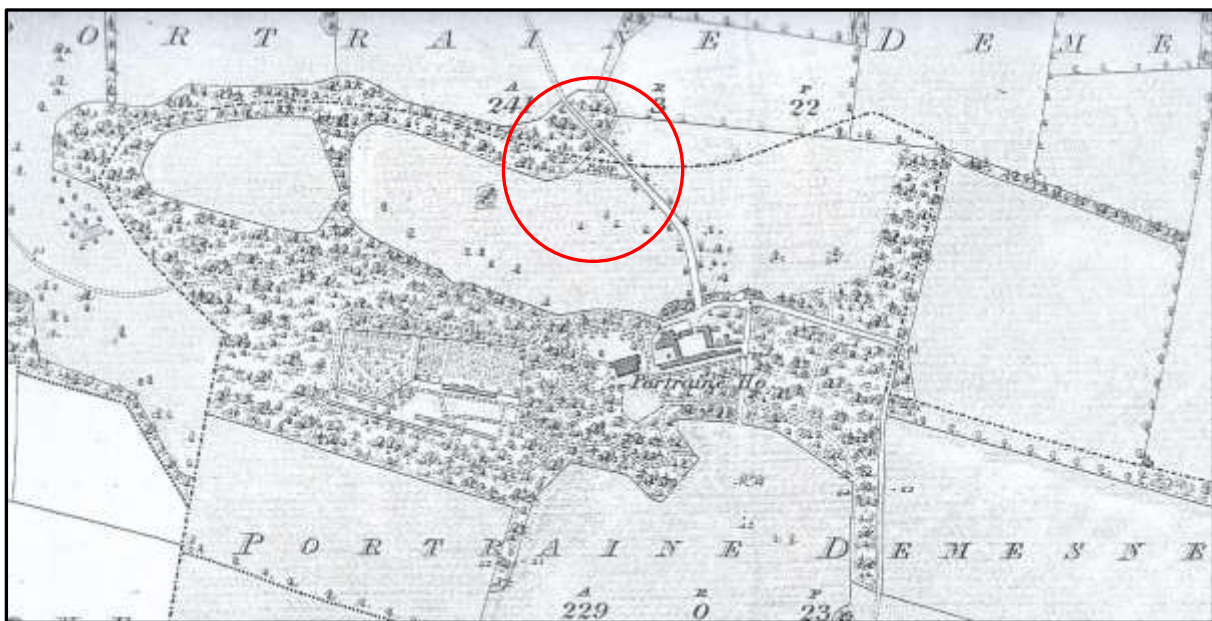 O R T R A I N E D E M E
A R P
241 3 22
Portraine Ho
P O R T R A I N E D E M E S N E
A R P
229 0 23